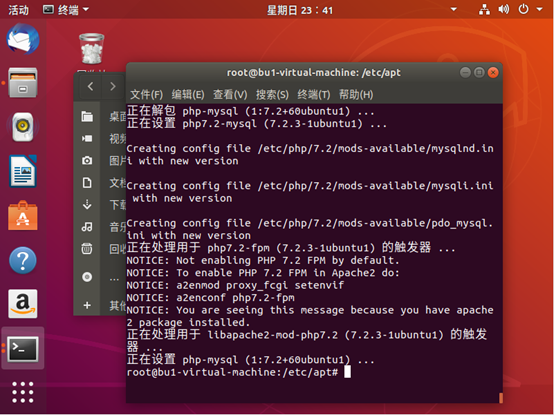 活动
终端
星期日 23：41
root@bu1-virtual-machine: /etc/apt
文件(F) 编辑(E) 查看(V) 搜索(S) 终端(T) 帮助(H)
桌面
视频
图片
文档
下载
音乐
回收
...
其他
正在解包 php-mysql (1:7.2+60ubuntu1) ...
正在设置 php7.2-mysql (7.2.3-1ubuntu1) ...
Creating config file /etc/php/7.2/mods-available/mysqlnd.in
i with new version
Creating config file /etc/php/7.2/mods-available/mysqli.ini
with new version
Creating config file /etc/php/7.2/mods-available/pdo_mysql.
ini with new version
正在处理用于 php7.2-fpm (7.2.3-1ubuntu1) 的触发器 ...
NOTICE: Not enabling PHP 7.2 FPM by default.
NOTICE: To enable PHP 7.2 FPM in Apache2 do:
NOTICE: a2enmod proxy_fcgi setenvif
NOTICE: a2enconf php7.2-fpm
NOTICE: You are seeing this message because you have apache
2 package installed.
正在处理用于 libapache2-mod-php7.2 (7.2.3-1ubuntu1) 的触发
器 ...
正在设置 php-mysql (1:7.2+60ubuntu1) ...
root@bu1-virtual-machine:/etc/apt#